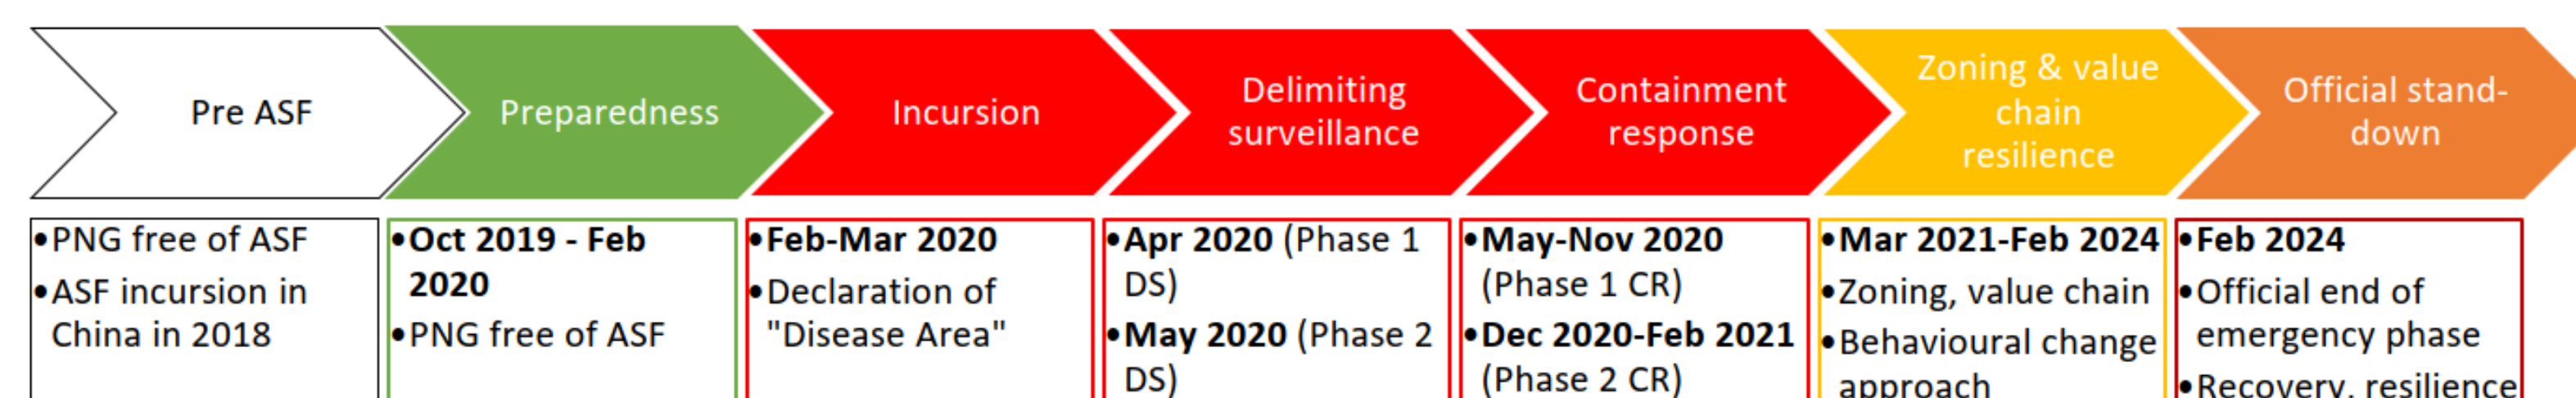 Pre ASF
Preparedness
Incursion
Delimiting
surveillance
Containment
response
Zoning & value
chain
resilience
Official stand-
down
•PNG free of ASF
•ASF incursion in
China in 2018
•Oct 2019 - Feb
2020
•PNG free of ASF
•Feb-Mar 2020
•Declaration of
"Disease Area"
•Apr 2020 (Phase 1
DS)
•May 2020 (Phase 2
DS)
•May-Nov 2020
(Phase 1 CR)
•Dec 2020-Feb 2021
(Phase 2 CR)
•Mar 2021-Feb 2024
•Zoning, value chain
•Behavioural change
approach
•Feb 2024
•Official end of
emergency phase
•Recovery, resilience